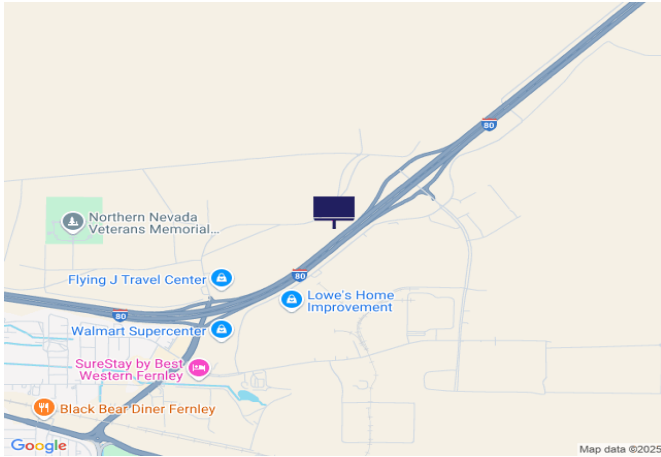 80
Northern Nevada
Veterans Memorial...
Flying J Travel Center
80
Lowe's Home
Improvement
80
Walmart Supercenter
SureStay by Best
Western Fernley
Black Bear Diner Fernley
Google
Map data ©2025